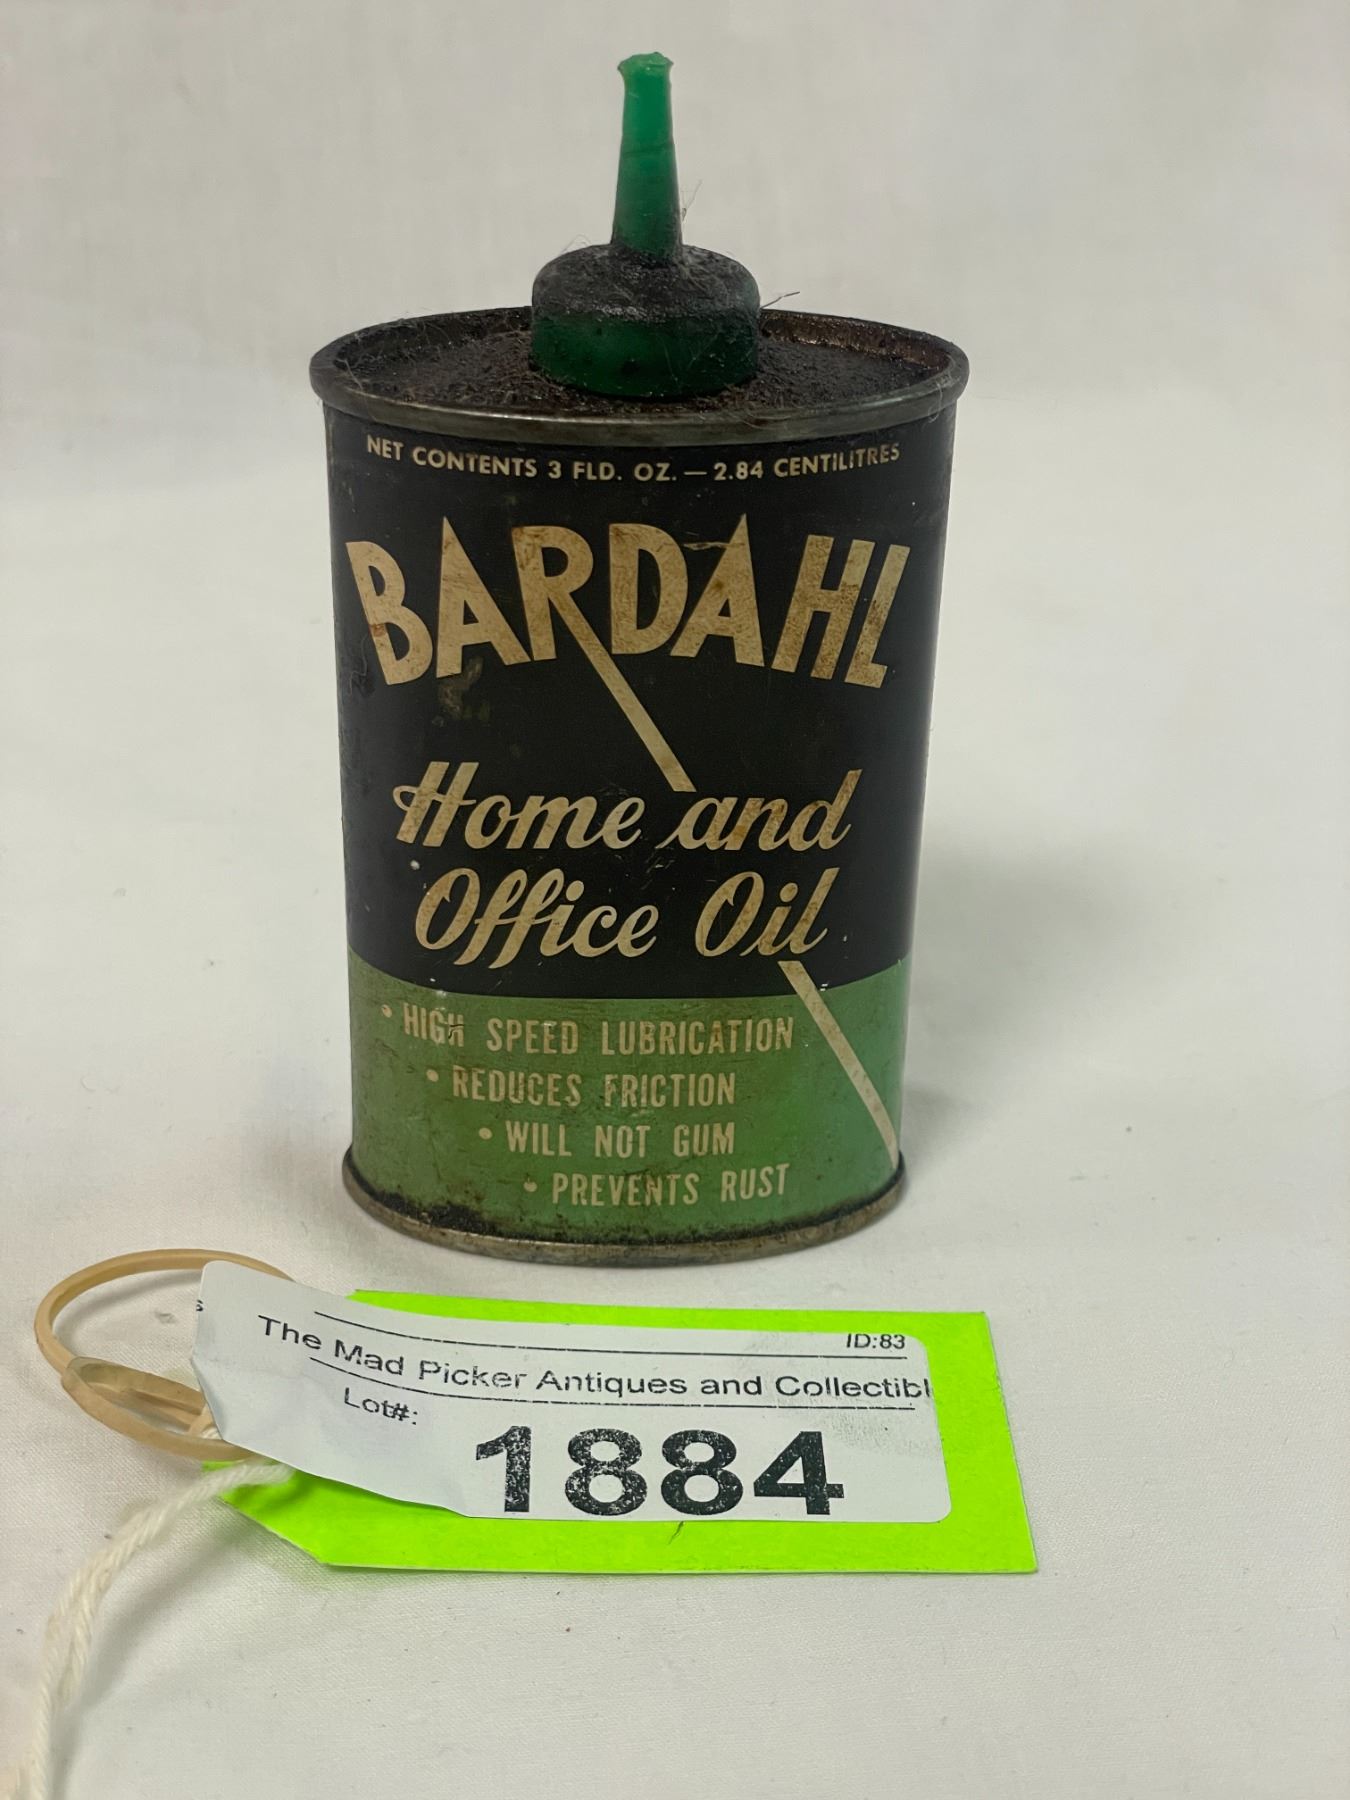 NET CONTENTS 3 FLD. OZ. — 2.84 CENTILITRES
BARDAHL
Home and
Office Oil
• HIGH SPEED LUBRICATION
• REDUCES FRICTION
• WILL NOT GUM
• PREVENTS RUST
s
ID:83
The Mad Picker Antiques and Collectibl
Lot#:
1884